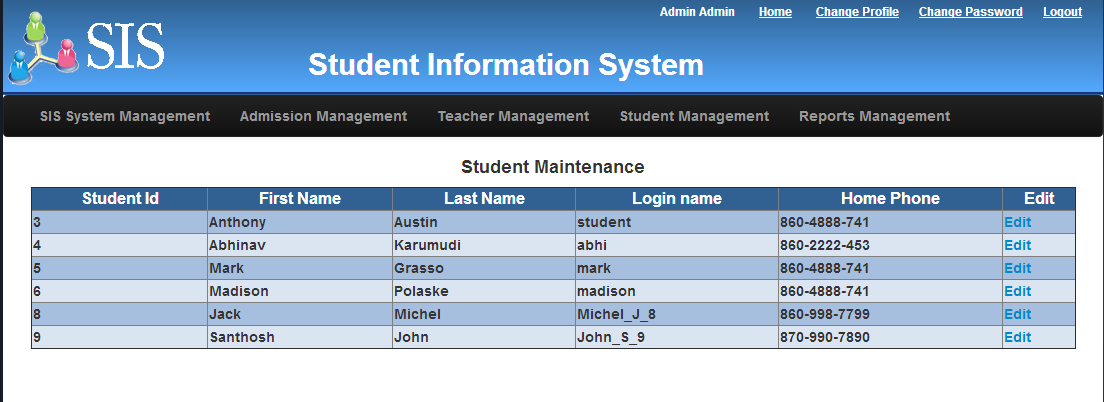 Admin Admin Home Change Profile Change Password Logout
SIS
Student Information System
SIS System Management Admission Management Teacher Management Student Management Reports Management
Student Maintenance
Student Id First Name Last Name Login name Home Phone Edit
3 Anthony Austin student 860-4888-741 Edit
4 Abhinav Karumudi abhi 860-2222-453 Edit
5 Mark Grasso mark 860-4888-741 Edit
6 Madison Polaske madison 860-4888-741 Edit
8 Jack Michel Michel_J_8 860-998-7799 Edit
9 Santhosh John John_S_9 870-990-7890 Edit